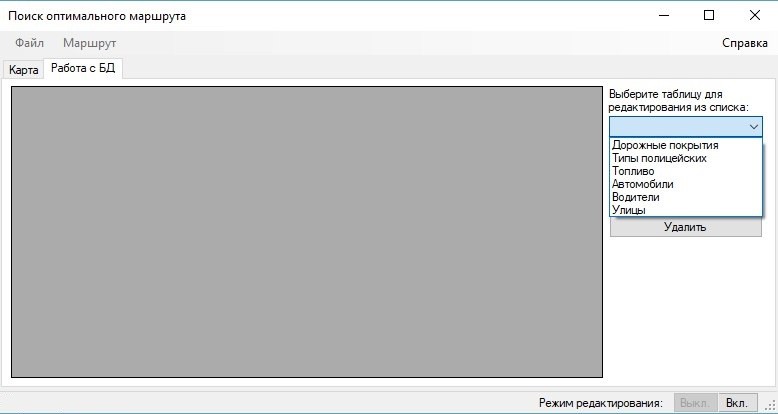 Поиск оптимального маршрута
Файл Маршрут Справка
Карта Работа с БД
Выберите таблицу для
редактирования из списка:
Дорожные покрытия
Типы полицейских
Топливо
Автомобили
Водители
Улицы
Удалить
Режим редактирования: Выкл. Вкл.